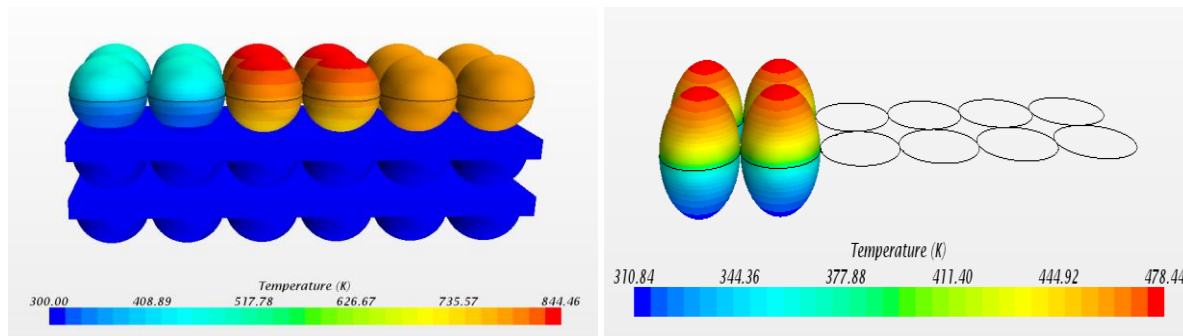 Temperature (K)
300.00 408.89 517.78 626.67 735.57 844.46
Temperature (K)
310.84 344.36 377.88 411.40 444.92 478.44